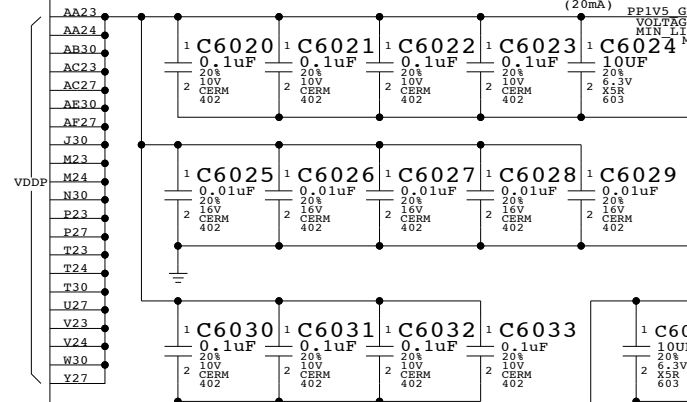 (20mA)
PP1V5_G
VOLTAG
MIN_LI
M
AA23
AA24
AB30
AC23
AC27
AE30
AF27
J30
M23
M24
N30
P23
P27
T23
T24
T30
U27
V23
V24
W30
Y27
VDDP
1
C6020
0.1uF
20%
10V
CERM
402
2
1
C6021
0.1uF
20%
10V
CERM
402
2
1
C6022
0.1uF
20%
10V
CERM
402
2
1
C6023
0.1uF
20%
10V
CERM
402
2
1
C6024
10UF
20%
6.3V
X5R
603
2
1
C6025
0.01uF
20%
16V
CERM
402
2
1
C6026
0.01uF
20%
16V
CERM
402
2
1
C6027
0.01uF
20%
16V
CERM
402
2
1
C6028
0.01uF
20%
16V
CERM
402
2
1
C6029
0.01uF
20%
16V
CERM
402
2
1
C6030
0.1uF
20%
10V
CERM
402
2
1
C6031
0.1uF
20%
10V
CERM
402
2
1
C6032
0.1uF
20%
10V
CERM
402
2
1
C6033
0.1uF
20%
10V
CERM
402
2
1
C60
10U
20%
6.3V
X5R
603
2